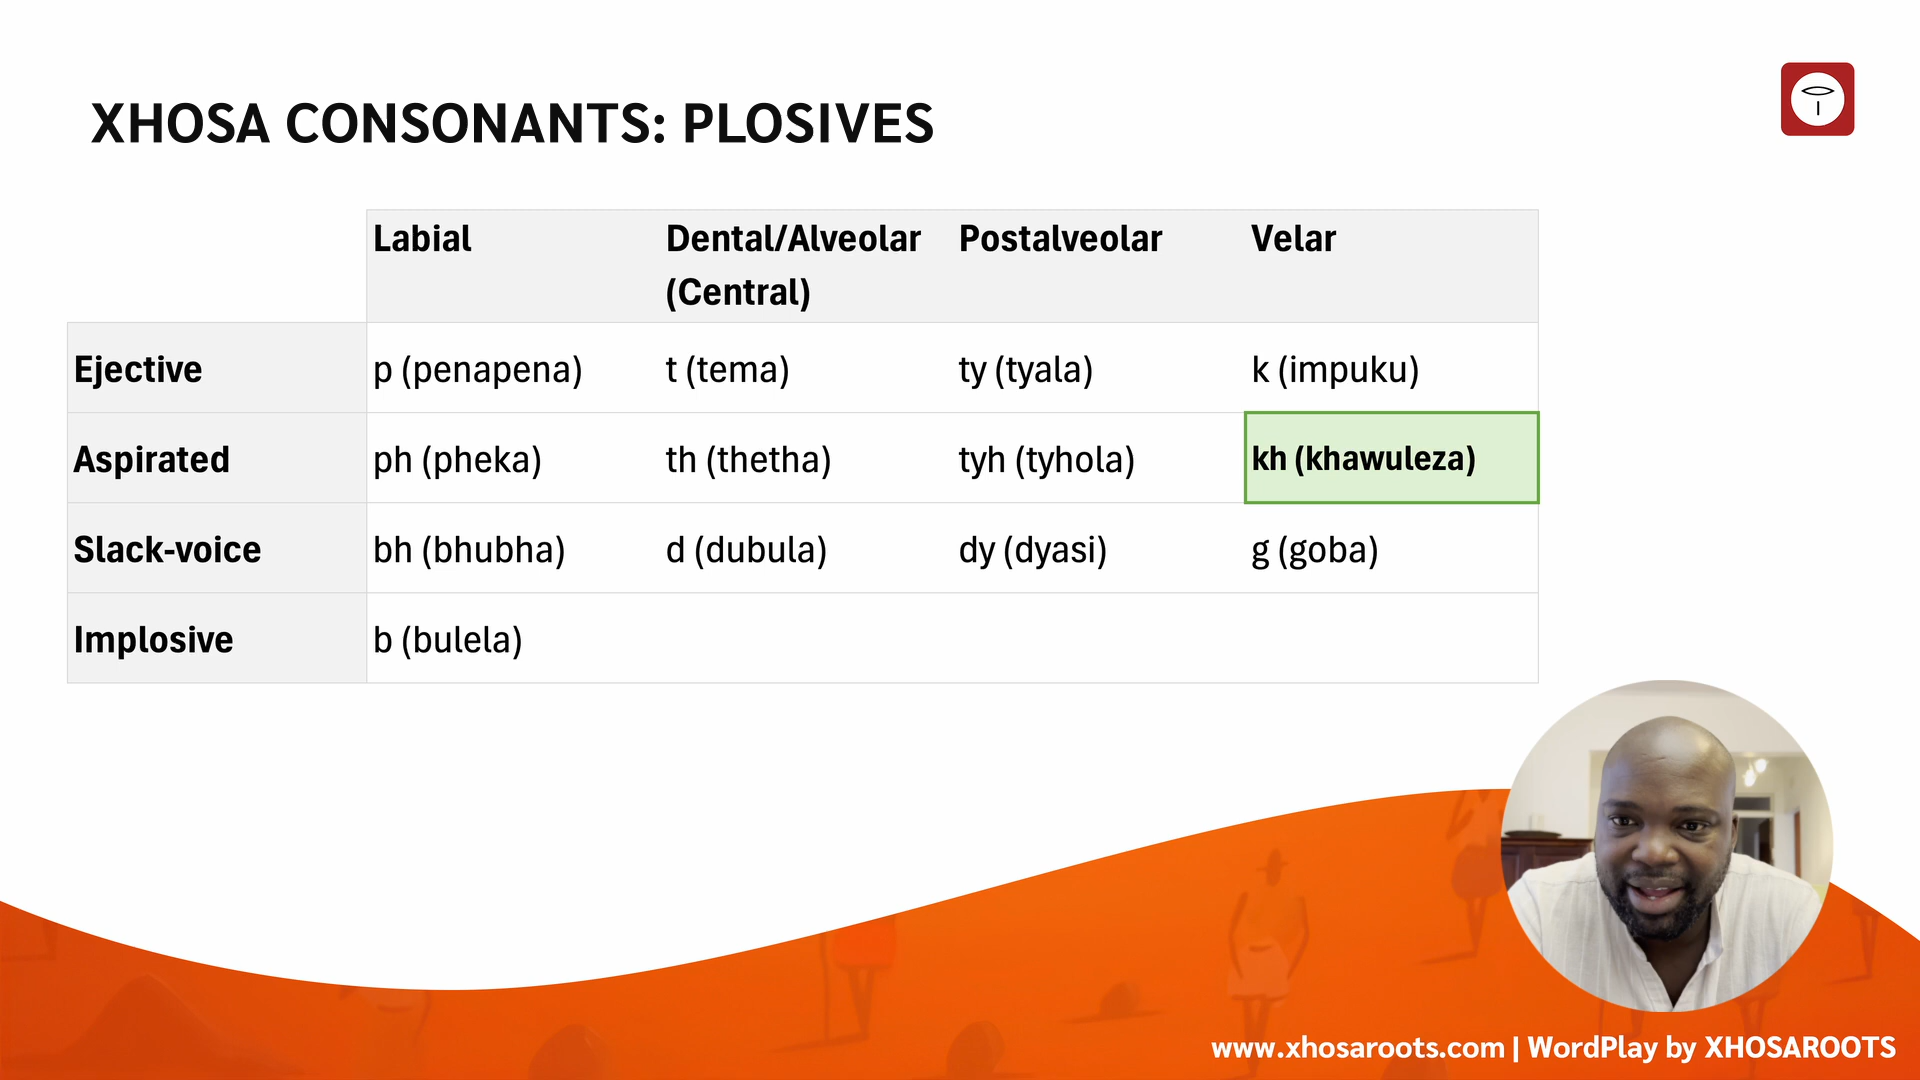 XHOSA CONSONANTS: PLOSIVES
Labial Dental/Alveolar (Central) Postalveolar Velar
Ejective p (penapena) t (tema) ty (tyala) k (impuku)
Aspirated ph (pheka) th (thetha) tyh (tyhola) kh (khawuleza)
Slack-voice bh (bhubha) d (dubula) dy (dyasi) g (goba)
Implosive b (bulela)
www.xhosaroots.com | WordPlay by XHOSAROOTS